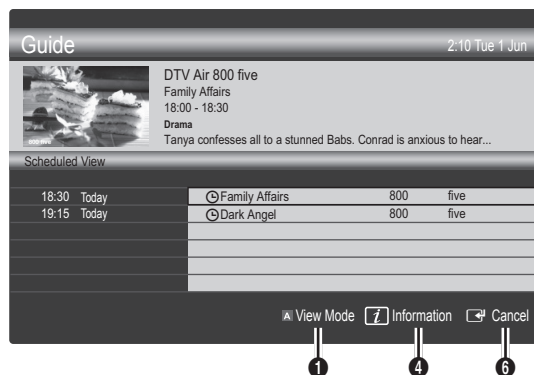 Guide 2:10 Tue 1 Jun
DTV Air 800 five
Family Affairs
18:00 - 18:30
Drama
Tanya confesses all to a stunned Babs. Conrad is anxious to hear...
800 five
Scheduled View
18:30 Today Family Affairs 800 five
19:15 Today Dark Angel 800 five
A View Mode i Information Cancel
1 4 6